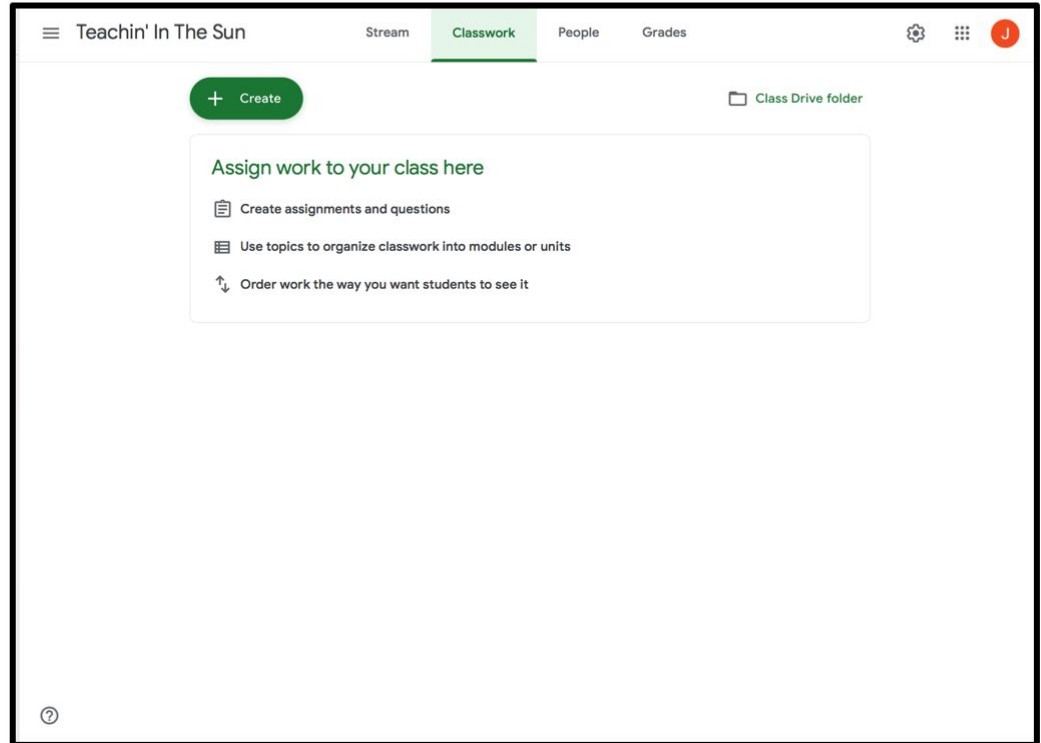 Teachin' In The Sun
Stream Classwork People Grades
J
+ Create
Class Drive folder
Assign work to your class here
Create assignments and questions
Use topics to organize classwork into modules or units
Order work the way you want students to see it
?